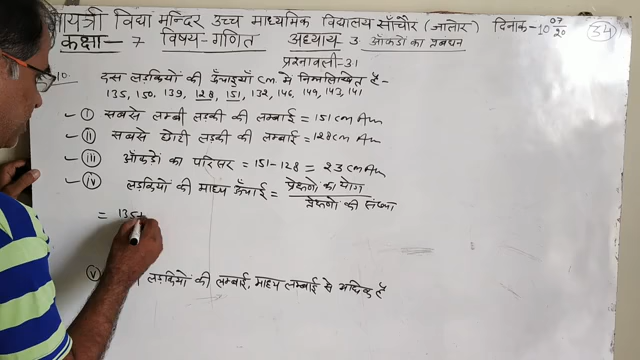 यत्री विद्या मन्दिर उच्च माध्यमिक विद्यालय साँचौर (जालोर) दिनांक-10 07 20 34
कक्षा- 7 विषय-गणित अध्याय 3 आँकडो का प्रबंधन
प्रश्नावली-3.1
10. दस लड़कियों की ऊँचाइयाँ cm में निम्नलिखित है-
135, 150, 139, 128, 151, 132, 146, 149, 143, 141
I सबसे लम्बी लड़की की लम्बाई = 151 cm Ans
II सबसे छोटी लड़की की लम्बाई = 128 cm Ans
III आँकडो का परिसर = 151-128 = 23 cm Ans
IV लड़कियों की माध्य ऊँचाई = प्रेक्षणो का योग
प्रेक्षणो की संख्या
= 135+
V लड़कियों की लम्बाई, माध्य लम्बाई से अधिक है